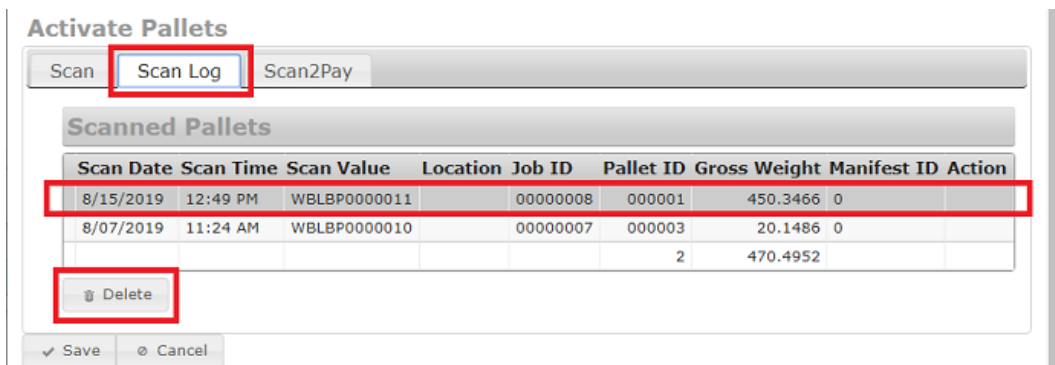 Activate Pallets
Scan Scan Log Scan2Pay
Scanned Pallets
Scan Date Scan Time Scan Value Location Job ID Pallet ID Gross Weight Manifest ID Action
8/15/2019 12:49 PM WBLBP0000011 00000008 000001 450.3466 0
8/07/2019 11:24 AM WBLBP0000010 00000007 000003 20.1486 0
2 470.4952
Delete
Save Cancel